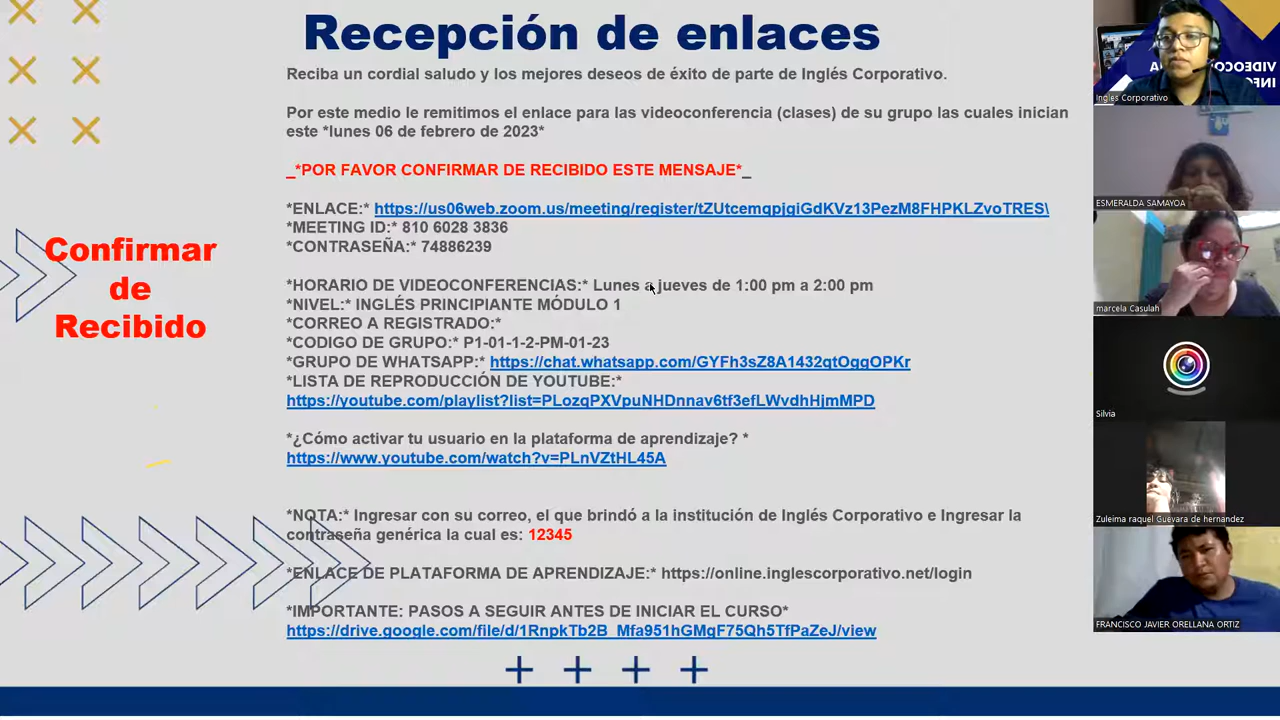 Recepción de enlaces
Reciba un cordial saludo y los mejores deseos de éxito de parte de Inglés Corporativo.
Por este medio le remitimos el enlace para las videoconferencia (clases) de su grupo las cuales inician
este *lunes 06 de febrero de 2023*
_*POR FAVOR CONFIRMAR DE RECIBIDO ESTE MENSAJE*_
*ENLACE:* https://us06web.zoom.us/meeting/register/tZUtcemqpjgiGdKVz13PezM8FHPKLZvoTRES\
*MEETING ID:* 810 6028 3836
*CONTRASEÑA:* 74886239
*HORARIO DE VIDEOCONFERENCIAS:* Lunes a jueves de 1:00 pm a 2:00 pm
*NIVEL:* INGLÉS PRINCIPIANTE MÓDULO 1
*CORREO A REGISTRADO:*
*CODIGO DE GRUPO:* P1-01-1-2-PM-01-23
*GRUPO DE WHATSAPP:* https://chat.whatsapp.com/GYFh3sZ8A1432qtOggOPKr
*LISTA DE REPRODUCCIÓN DE YOUTUBE:*
https://youtube.com/playlist?list=PLozqPXVpuNHDnnav6tf3efLWvdhHjmMPD
*¿Cómo activar tu usuario en la plataforma de aprendizaje? *
https://www.youtube.com/watch?v=PLnVZtHL45A
*NOTA:* Ingresar con su correo, el que brindó a la institución de Inglés Corporativo e Ingresar la
contraseña genérica la cual es: 12345
*ENLACE DE PLATAFORMA DE APRENDIZAJE:* https://online.inglescorporativo.net/login
*IMPORTANTE: PASOS A SEGUIR ANTES DE INICIAR EL CURSO*
https://drive.google.com/file/d/1RnpkTb2B_Mfa951hGMgF75Qh5TfPaZeJ/view
Confirmar
de
Recibido
Ingles Corporativo
ESMERALDA SAMAYOA
marcela Casulah
Silvia
Zuleima raquel Guevara de hernandez
FRANCISCO JAVIER ORELLANA ORTIZ